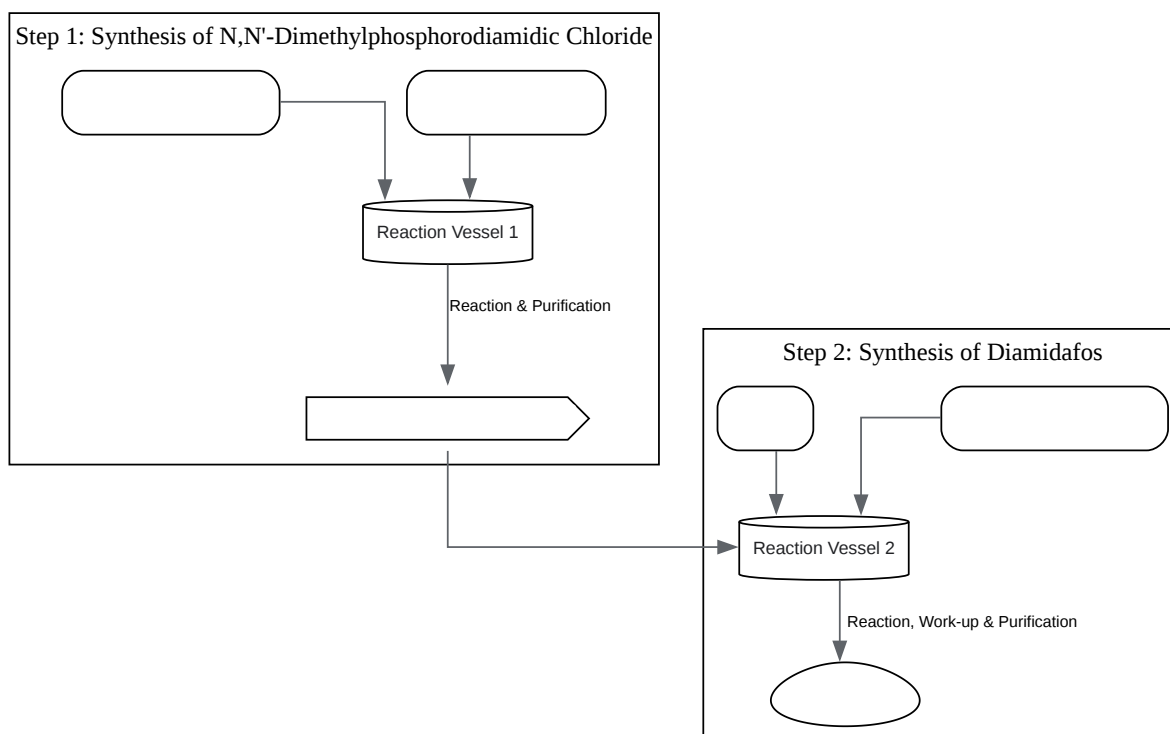 Step 1: Synthesis of N,N'-Dimethylphosphorodiamidic Chloride
Reaction Vessel 1
Reaction & Purification
Step 2: Synthesis of Diamidafos
Reaction Vessel 2
Reaction, Work-up & Purification